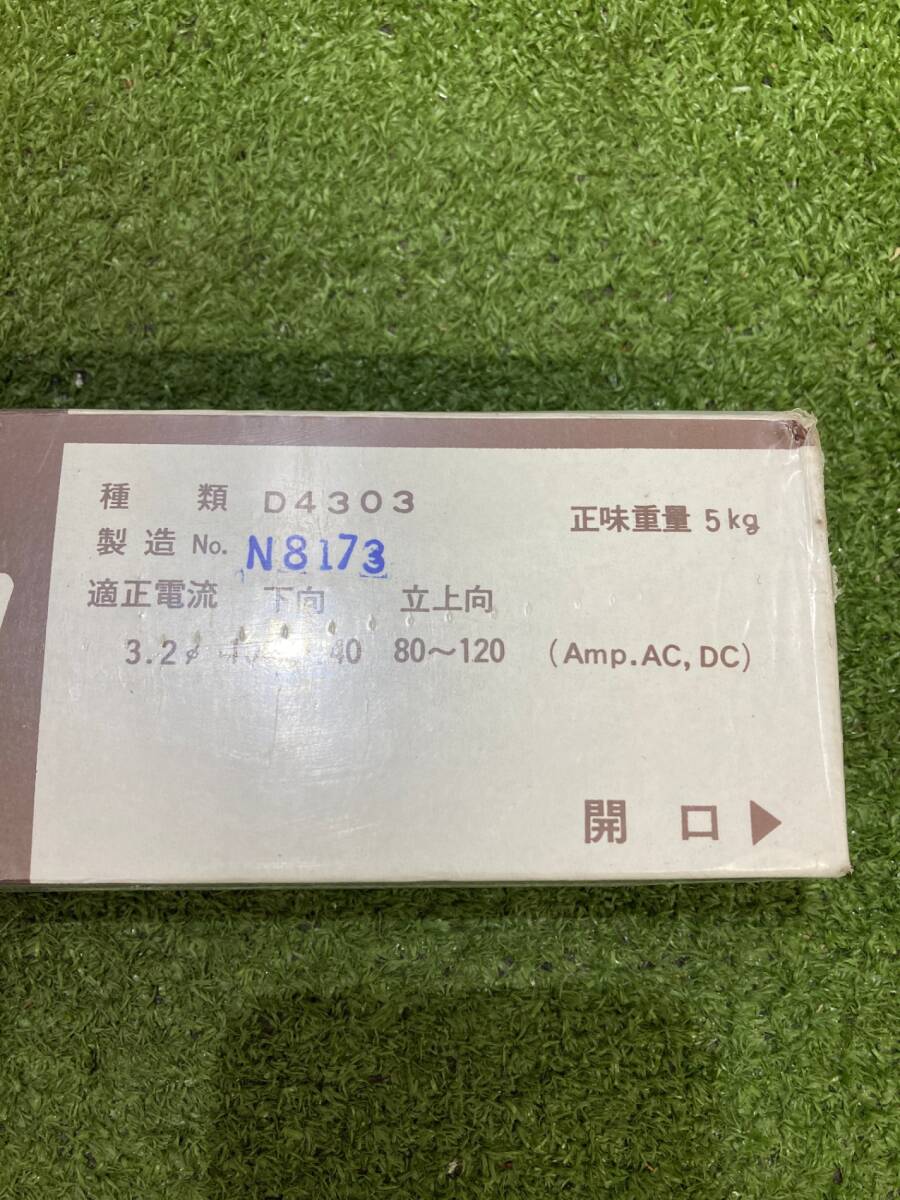 種 類 D4303
正味重量 5kg
製造 No. N8173
適正電流 下向 立上向
3.2φ 40 80～120 (Amp.AC, DC)
開 口 ▶